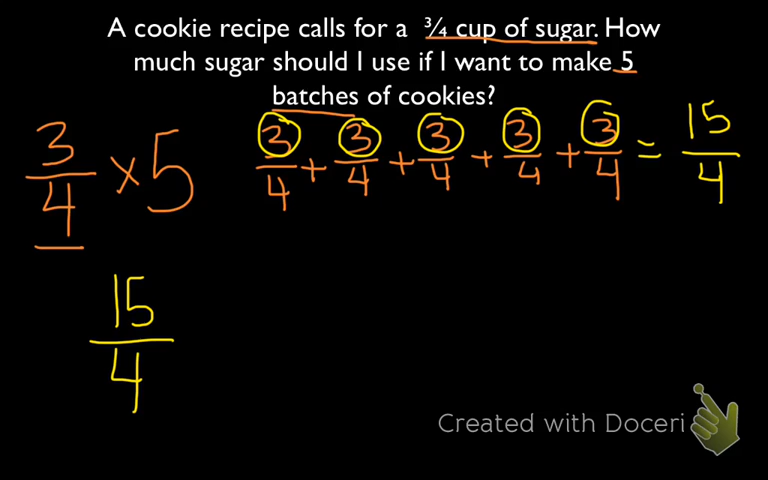 A cookie recipe calls for a ¾ cup of sugar. How
much sugar should I use if I want to make 5
batches of cookies?
3/4 × 5
3/4 + 3/4 + 3/4 + 3/4 + 3/4 = 15/4
15/4
Created with Doceri